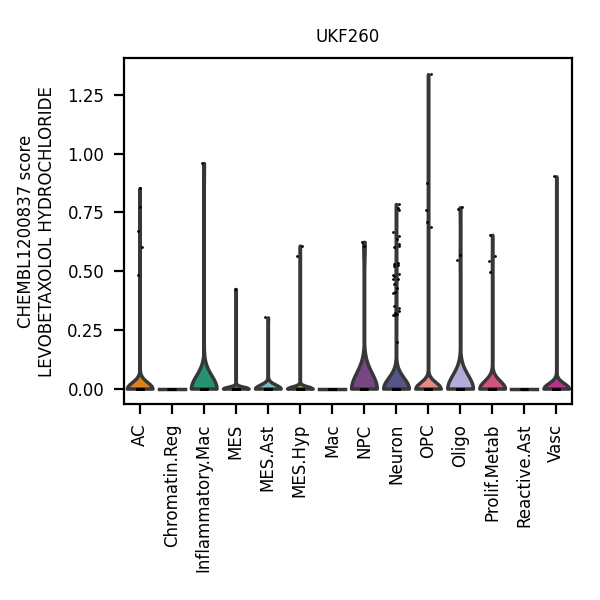 UKF260
CHEMBL1200837 score
LEVOBETAXOLOL HYDROCHLORIDE
1.25
1.00
0.75
0.50
0.25
0.00
AC
Chromatin.Reg
Inflammatory.Mac
MES
MES.Ast
MES.Hyp
Mac
NPC
Neuron
OPC
Oligo
Prolif.Metab
Reactive.Ast
Vasc